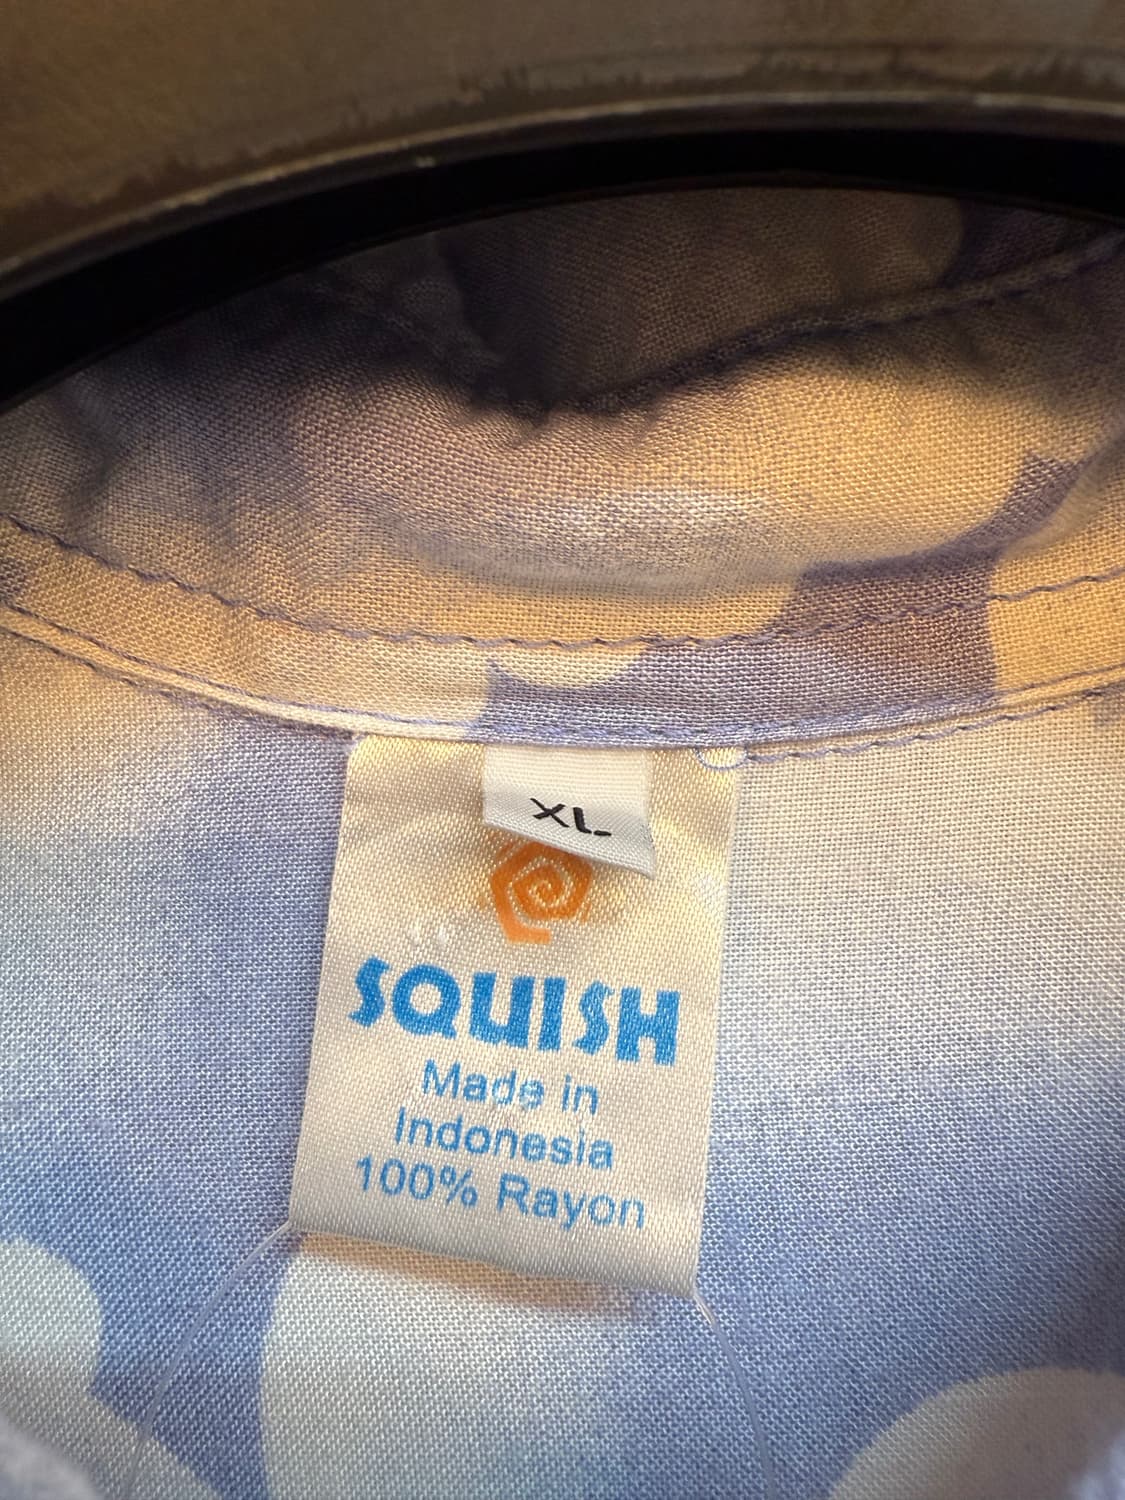 XL
SQUISH
Made in
Indonesia
100% Rayon